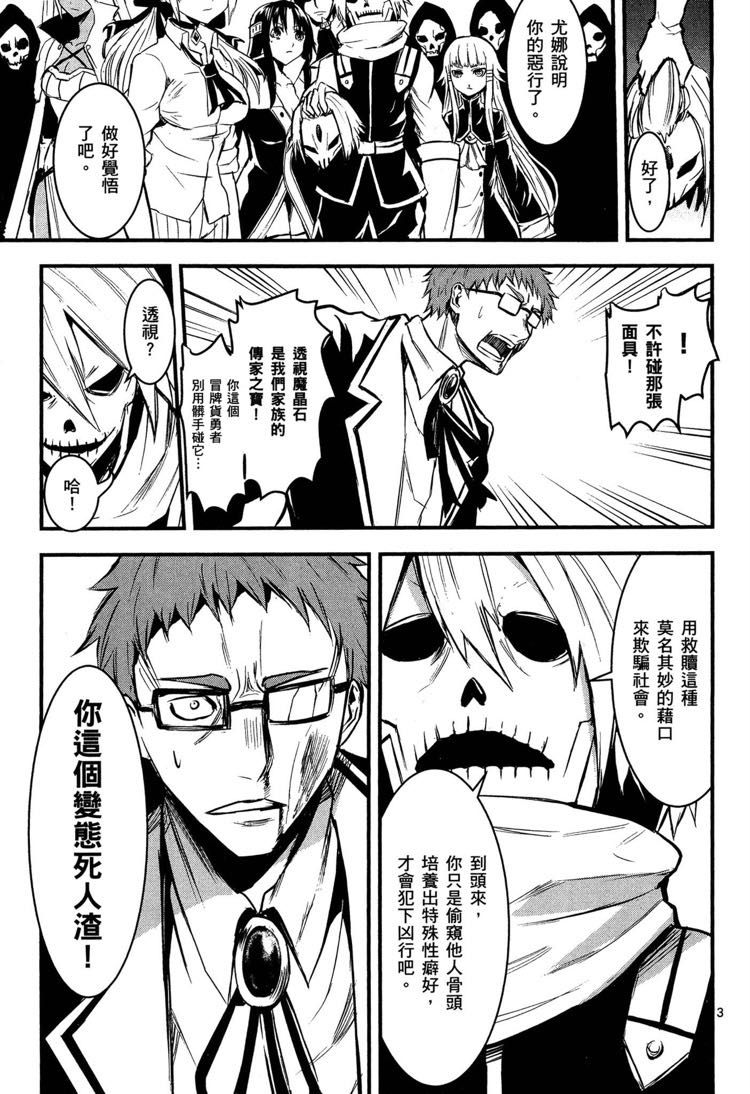 好了，
尤娜說明
你的惡行了。
做好覺悟
了吧。
！
不許碰那張
面具！
透視魔晶石
是我們家族的
傳家之寶！
你這個
冒牌貨勇者
別用髒手碰它…
透視？
哈！
用救贖這種
莫名其妙的藉口
來欺騙社會。
到頭來，
你只是偷窺他人骨頭
培養出特殊性癖好，
才會犯下凶行吧。
你這個變態死人渣！
3